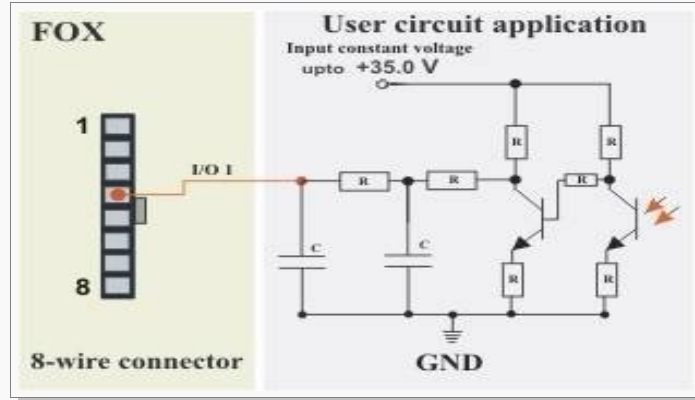 FOX
User circuit application
Input constant voltage
upto +35.0 V
1
I/O 1
8
R
R
R
R
R
C
C
R
R
8-wire connector
GND